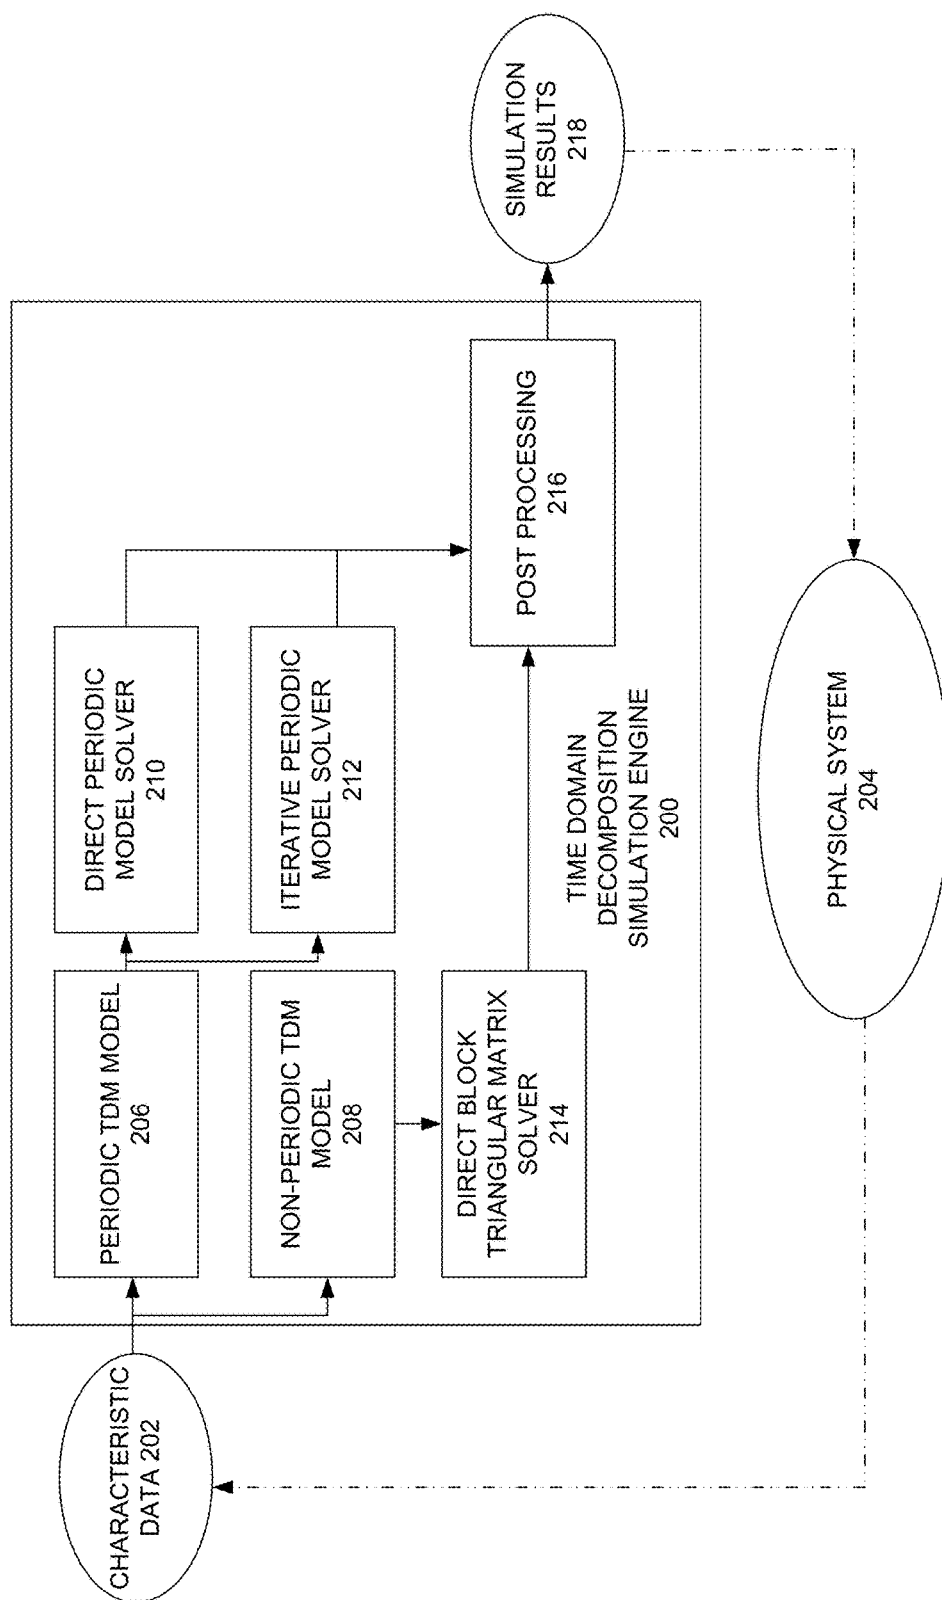 CHARACTERISTIC
DATA 202
PERIODIC TDM MODEL
206
NON-PERIODIC TDM
MODEL
208
DIRECT BLOCK
TRIANGULAR MATRIX
SOLVER
214
DIRECT PERIODIC
MODEL SOLVER
210
ITERATIVE PERIODIC
MODEL SOLVER
212
TIME DOMAIN
DECOMPOSITION
SIMULATION ENGINE
200
POST PROCESSING
216
SIMULATION
RESULTS
218
PHYSICAL SYSTEM
204